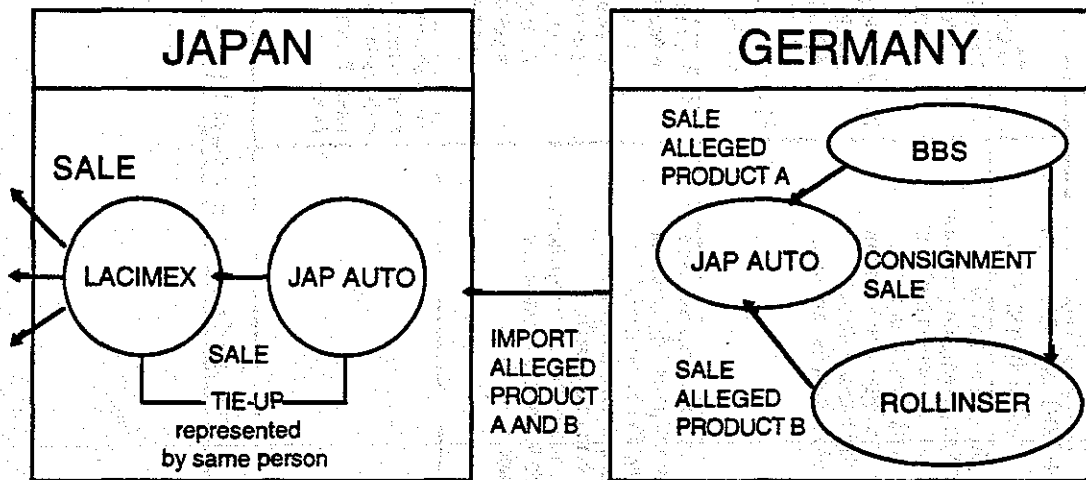 JAPAN
SALE
LACIMEX
JAP AUTO
SALE
TIE-UP
represented
by same person
IMPORT
ALLEGED
PRODUCT
A AND B
GERMANY
SALE
ALLEGED
PRODUCT A
BBS
JAP AUTO
CONSIGNMENT
SALE
SALE
ALLEGED
PRODUCT B
ROLLINSER